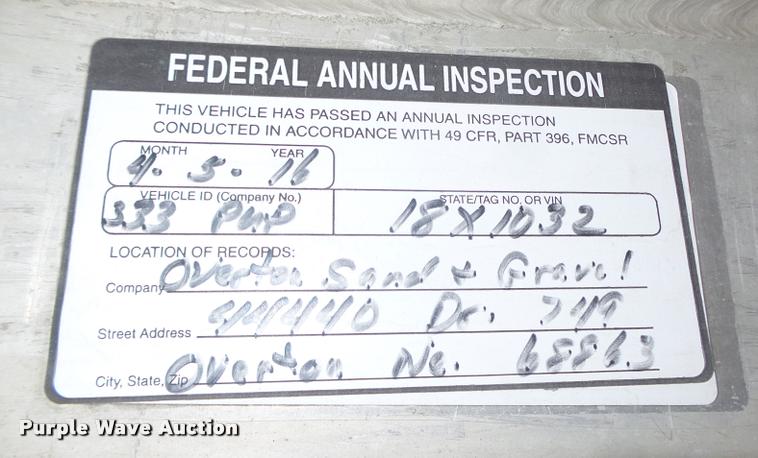 FEDERAL ANNUAL INSPECTION
THIS VEHICLE HAS PASSED AN ANNUAL INSPECTION
CONDUCTED IN ACCORDANCE WITH 49 CFR, PART 396, FMCSR
MONTH YEAR
4. 5. 16
VEHICLE ID (Company No.) STATE/TAG NO. OR VIN
333 PUP 18X1032
LOCATION OF RECORDS:
Company Overton Sand & Gravel
Street Address Dr. 749
City, State, Zip Overton Ne. 68863
Purple Wave Auction